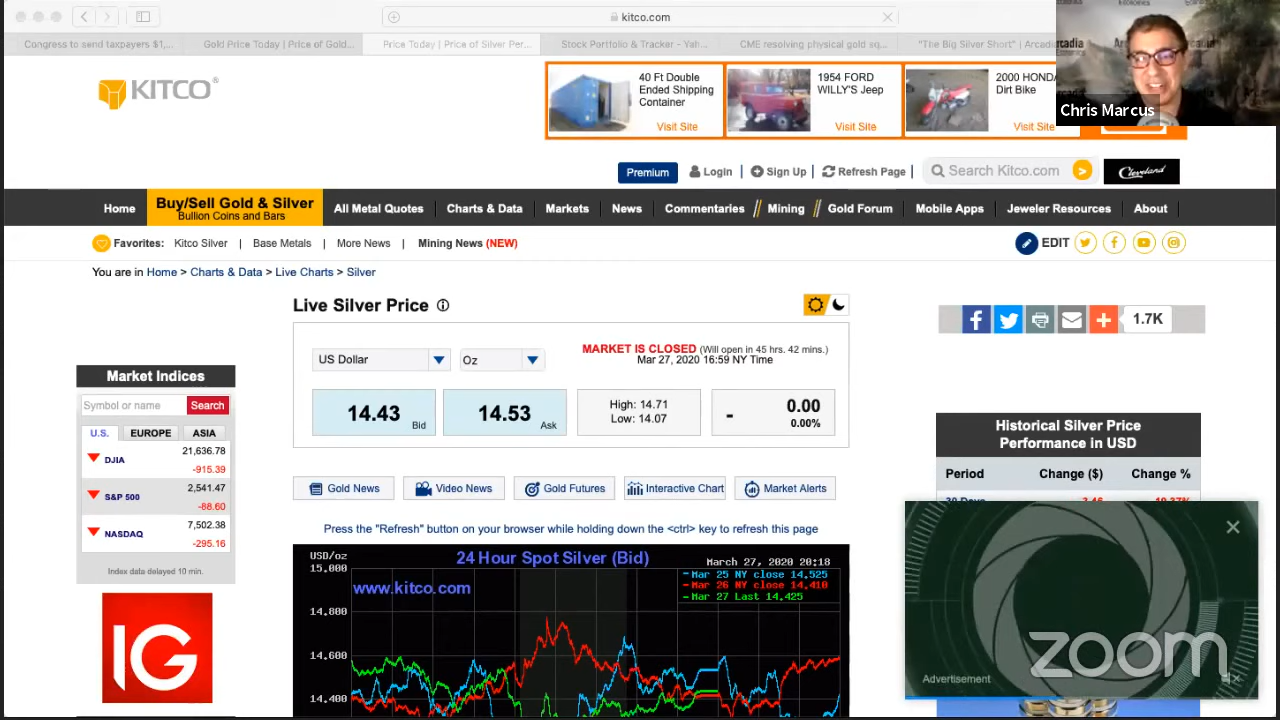 kitco.com
Congress to send taxpayers $1,...
Gold Price Today | Price of Gold...
Price Today | Price of Silver Per...
Stock Portfolio & Tracker - Yah...
CME resolving physical gold sq...
"The Big Silver Short" | Arcadi
Chris Marcus
KITCO®
40 Ft Double
Ended Shipping
Container
Visit Site
1954 FORD
WILLY'S Jeep
Visit Site
2000 HONDA
Dirt Bike
Visit Site
Premium
Login
Sign Up
Refresh Page
Search Kitco.com
Cleveland
Home
Buy/Sell Gold & Silver
Bullion Coins and Bars
All Metal Quotes
Charts & Data
Markets
News
Commentaries
Mining
Gold Forum
Mobile Apps
Jeweler Resources
About
Favorites: Kitco Silver | Base Metals | More News | Mining News (NEW)
EDIT
You are in Home > Charts & Data > Live Charts > Silver
Live Silver Price
US Dollar
Oz
MARKET IS CLOSED (Will open in 45 hrs. 42 mins.)
Mar 27, 2020 16:59 NY Time
14.43 Bid
14.53 Ask
High: 14.71
Low: 14.07
- 0.00
0.00%
1.7K
Market Indices
Symbol or name
Search
U.S. EUROPE ASIA
DJIA 21,636.78
-915.39
S&P 500 2,541.47
-88.60
NASDAQ 7,502.38
-295.16
Index data delayed 10 min.
IG
Gold News
Video News
Gold Futures
Interactive Chart
Market Alerts
Press the "Refresh" button on your browser while holding down the <ctrl> key to refresh this page
USD/oz
24 Hour Spot Silver (Bid)
March 27, 2020 20:18
www.kitco.com
Mar 25 NY close 14.525
Mar 26 NY close 14.410
Mar 27 Last 14.425
15.000
14.800
14.600
14.400
Historical Silver Price
Performance in USD
Period Change ($) Change %
Advertisement
zoom